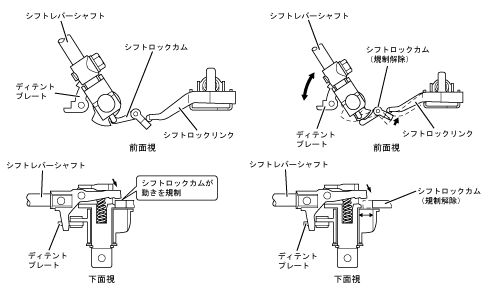 シフトレバーシャフト
シフトロックカム
ディテント
プレート
シフトロックリンク
前面視
シフトレバーシャフト
シフトロックカム
(規制解除)
ディテント
プレート
シフトロックリンク
前面視
シフトレバーシャフト
シフトロックカムが
動きを規制
ディテント
プレート
下面視
シフトレバーシャフト
シフトロックカム
(規制解除)
ディテント
プレート
下面視